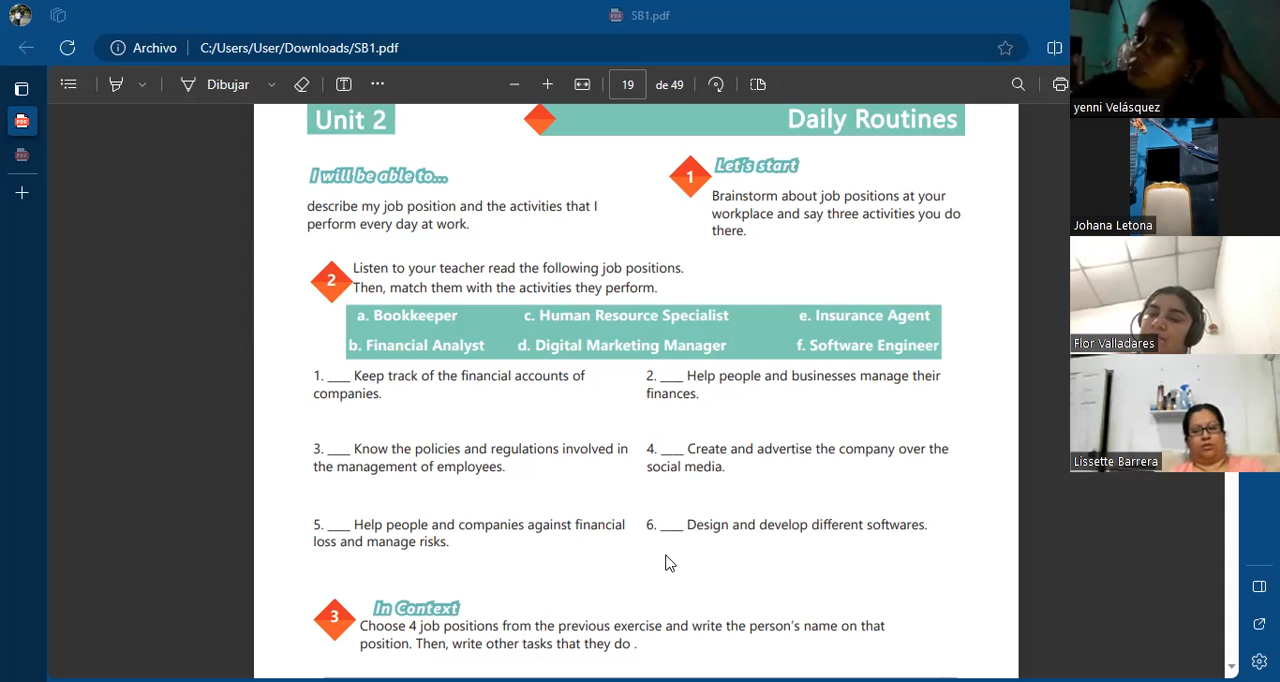 SB1.pdf
Archivo C:/Users/User/Downloads/SB1.pdf
Dibujar
19 de 49
Unit 2 Daily Routines
I will be able to...
describe my job position and the activities that I
perform every day at work.
1 Let's start
Brainstorm about job positions at your
workplace and say three activities you do
there.
2 Listen to your teacher read the following job positions.
Then, match them with the activities they perform.
a. Bookkeeper c. Human Resource Specialist e. Insurance Agent
b. Financial Analyst d. Digital Marketing Manager f. Software Engineer
1. ___ Keep track of the financial accounts of
companies.
2. ___ Help people and businesses manage their
finances.
3. ___ Know the policies and regulations involved in
the management of employees.
4. ___ Create and advertise the company over the
social media.
5. ___ Help people and companies against financial
loss and manage risks.
6. ___ Design and develop different softwares.
3 In Context
Choose 4 job positions from the previous exercise and write the person's name on that
position. Then, write other tasks that they do .
yenni Velásquez
Johana Letona
Flor Valladares
Lissette Barrera